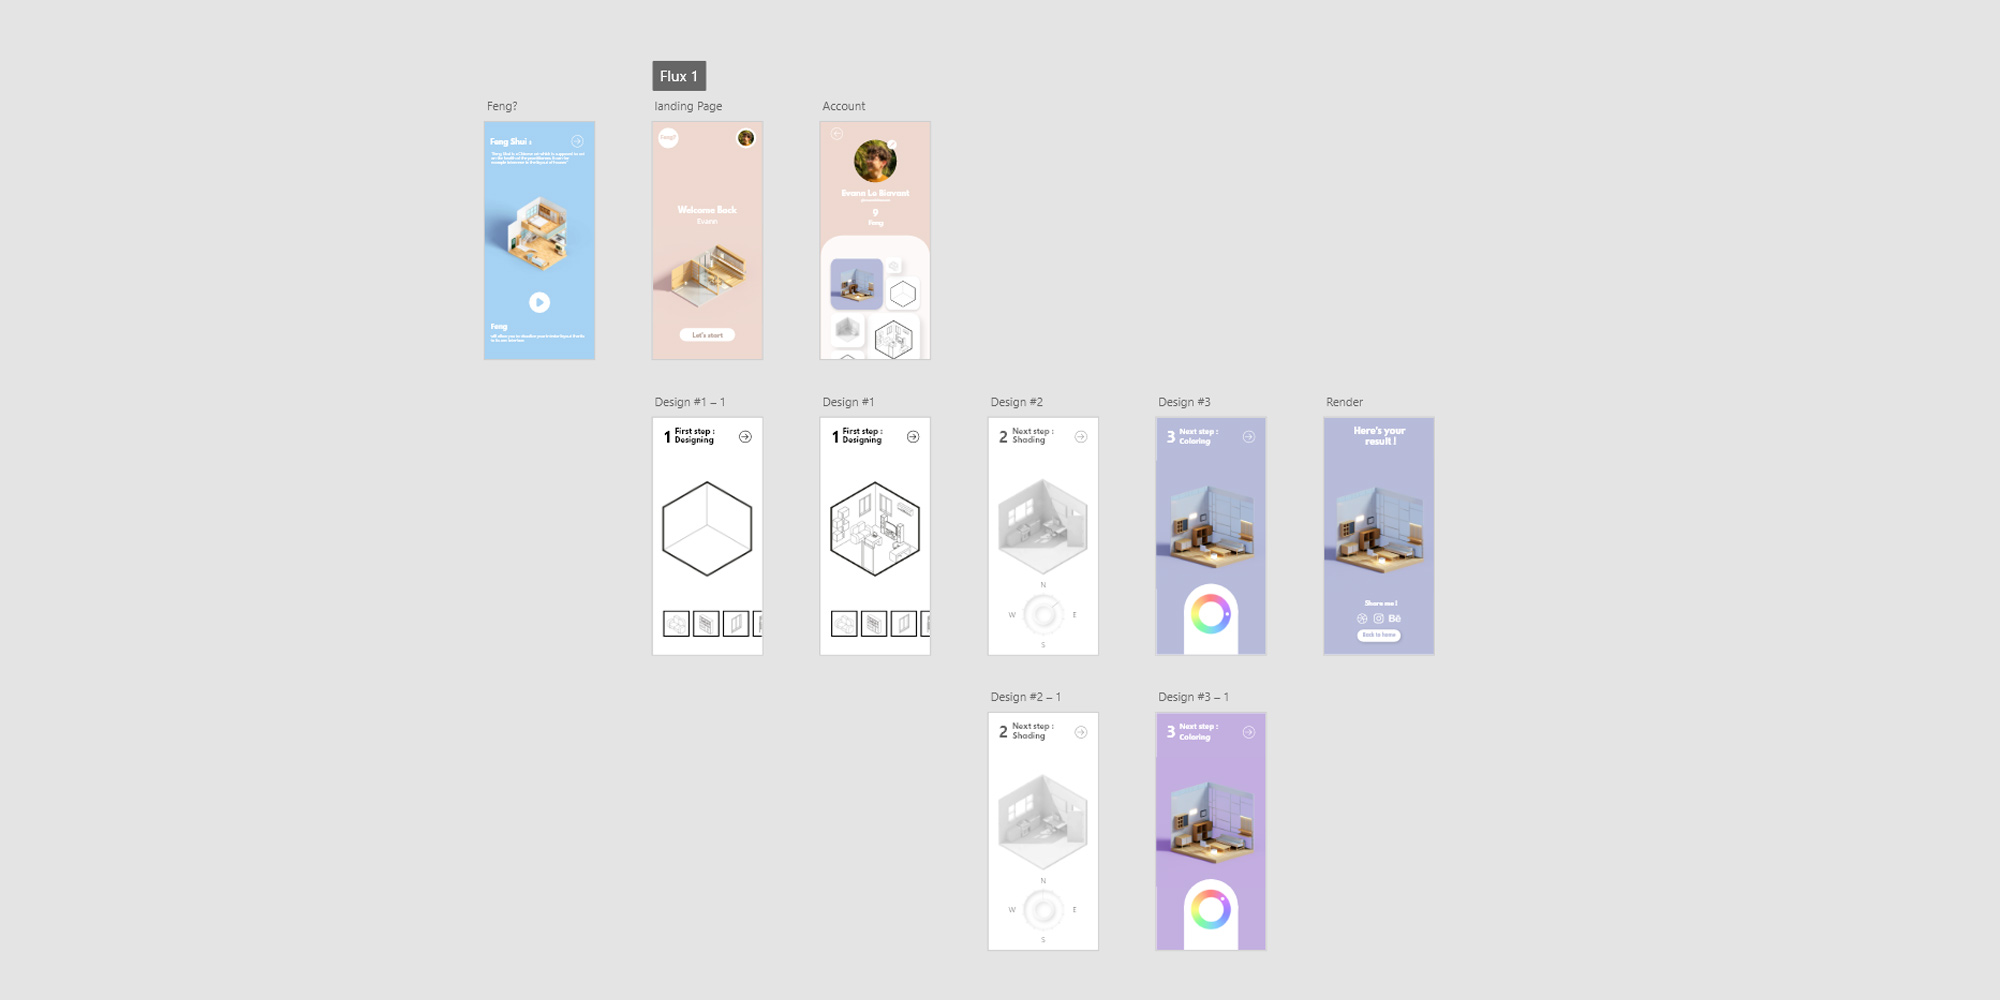 Flux 1
Feng?
landing Page
Account
Feng Shui :
Feng?
Welcome Back
Evann
Let's start
Evann Le Biavant
9
Feng
Feng
Design #1 – 1
Design #1
Design #2
Design #3
Render
1 First step :
Designing
1 First step :
Designing
2 Next step :
Shading
N
W E
S
3 Next step :
Coloring
Here's your
result !
Share me !
Bē
Back to home
Design #2 – 1
Design #3 – 1
2 Next step :
Shading
N
W E
S
3 Next step :
Coloring